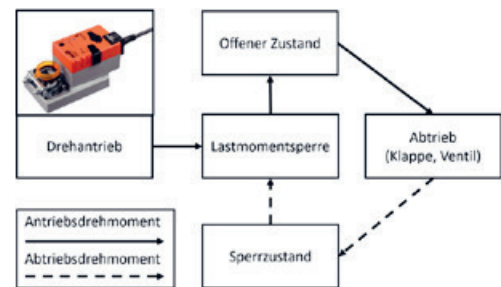 Offener Zustand
Drehantrieb
Lastmomentsperre
Abtrieb
(Klappe, Ventil)
Antriebsdrehmoment
Abtriebsdrehmoment
Sperrzustand